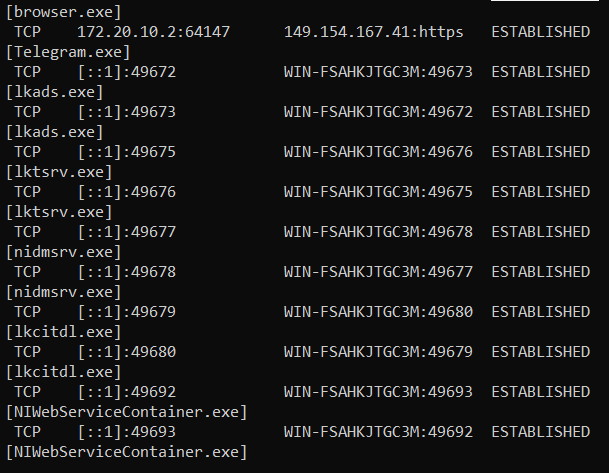 [browser.exe]
TCP 172.20.10.2:64147 149.154.167.41:https ESTABLISHED
[Telegram.exe]
TCP [::1]:49672 WIN-FSAHKJTGC3M:49673 ESTABLISHED
[lkads.exe]
TCP [::1]:49673 WIN-FSAHKJTGC3M:49672 ESTABLISHED
[lkads.exe]
TCP [::1]:49675 WIN-FSAHKJTGC3M:49676 ESTABLISHED
[lktsrv.exe]
TCP [::1]:49676 WIN-FSAHKJTGC3M:49675 ESTABLISHED
[lktsrv.exe]
TCP [::1]:49677 WIN-FSAHKJTGC3M:49678 ESTABLISHED
[nidmsrv.exe]
TCP [::1]:49678 WIN-FSAHKJTGC3M:49677 ESTABLISHED
[nidmsrv.exe]
TCP [::1]:49679 WIN-FSAHKJTGC3M:49680 ESTABLISHED
[lkcitdl.exe]
TCP [::1]:49680 WIN-FSAHKJTGC3M:49679 ESTABLISHED
[lkcitdl.exe]
TCP [::1]:49692 WIN-FSAHKJTGC3M:49693 ESTABLISHED
[NIWebServiceContainer.exe]
TCP [::1]:49693 WIN-FSAHKJTGC3M:49692 ESTABLISHED
[NIWebServiceContainer.exe]